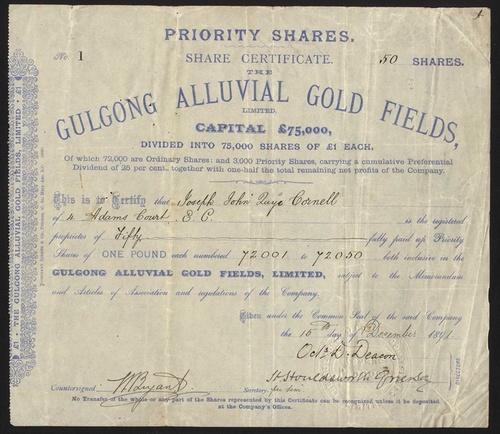 PRIORITY SHARES.
No. 1 SHARE CERTIFICATE. 50 SHARES.
THE
GULGONG ALLUVIAL GOLD FIELDS,
LIMITED.
CAPITAL £75,000,
DIVIDED INTO 75,000 SHARES OF £1 EACH,
Of which 72,000 are Ordinary Shares: and 3,000 Priority Shares, carrying a cumulative Preferential
Dividend of 25 per cent. together with one-half the total remaining net profits of the Company.
This is to Certify that Joseph John Cornell
of 4 Adams Court. E C. is the registered
proprietor of Fifty fully paid up Priority
Shares of ONE POUND each numbered 72001 to 72050 both inclusive in the
GULGONG ALLUVIAL GOLD FIELDS, LIMITED, subject to the Memorandum
and Articles of Association and regulations of the Company.
Given under the Common Seal of the said Company
the 16th day of December 1891.
D. Deacon
Countersigned Bryant Secretary
No Transfer of the whole or any part of the Shares represented by this Certificate can be recognized unless it be deposited
at the Company's Offices.
£1 · THE GULGONG ALLUVIAL GOLD FIELDS, LIMITED · £1